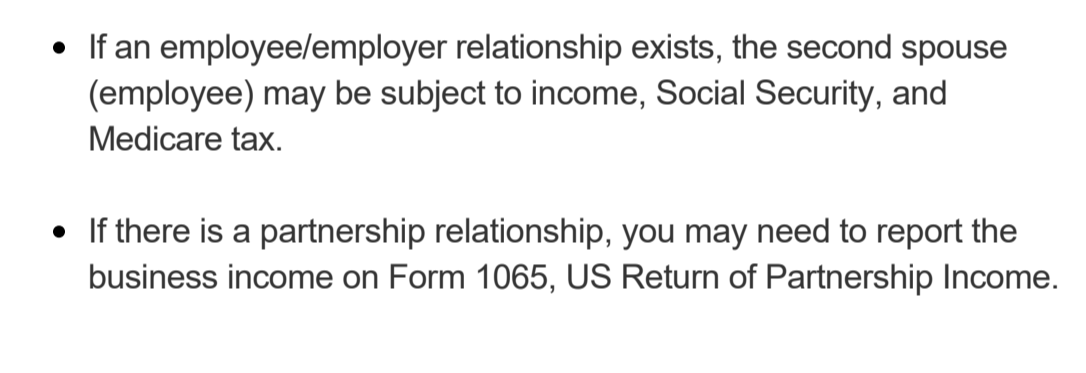 • If an employee/employer relationship exists, the second spouse
(employee) may be subject to income, Social Security, and
Medicare tax.
• If there is a partnership relationship, you may need to report the
business income on Form 1065, US Return of Partnership Income.